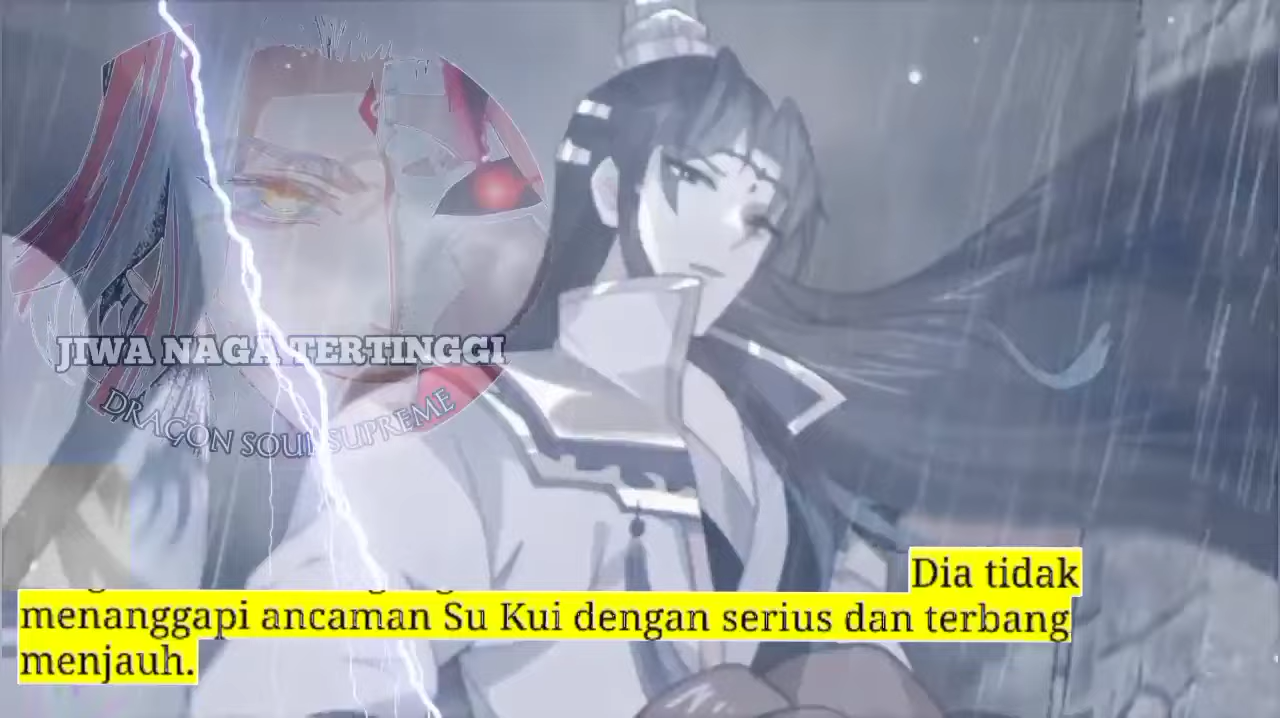 JIWA NAGA TERTINGGI
DRAGON SOUL SUPREME
Dia tidak
menanggapi ancaman Su Kui dengan serius dan terbang
menjauh.